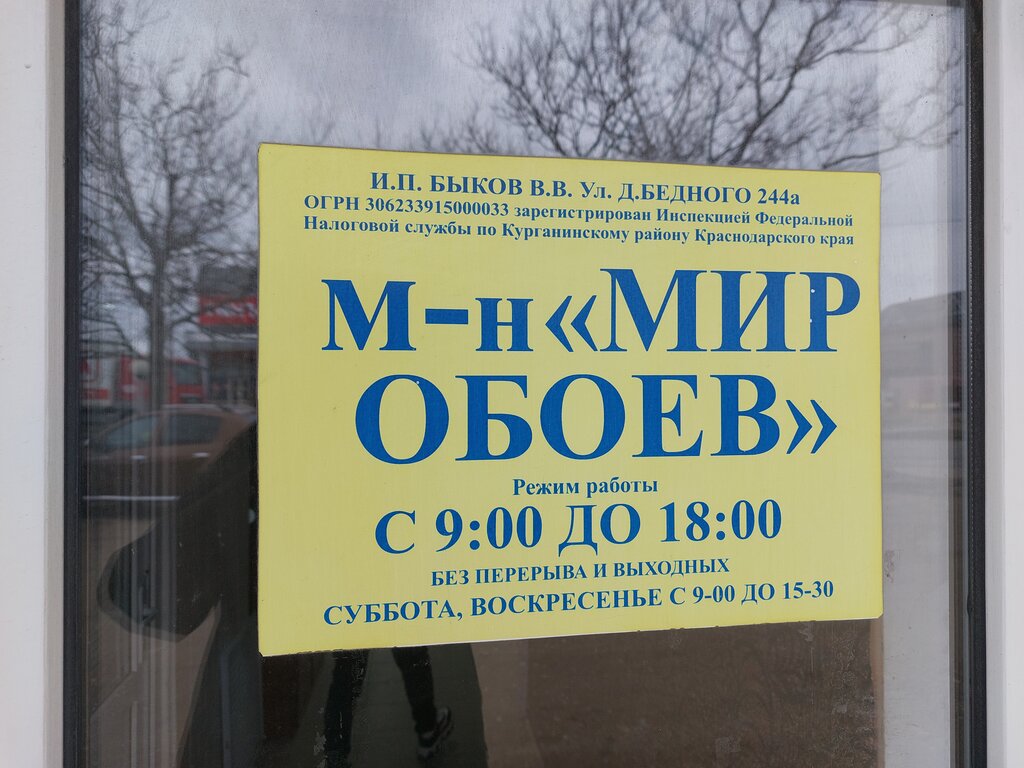 И.П. БЫКОВ В.В. Ул. Д.БЕДНОГО 244а
ОГРН 306233915000033 зарегистрирован Инспекцией Федеральной
Налоговой службы по Курганинскому району Краснодарского края
м-н «МИР
ОБОЕВ»
Режим работы
С 9:00 ДО 18:00
БЕЗ ПЕРЕРЫВА И ВЫХОДНЫХ
СУББОТА, ВОСКРЕСЕНЬЕ С 9-00 ДО 15-30